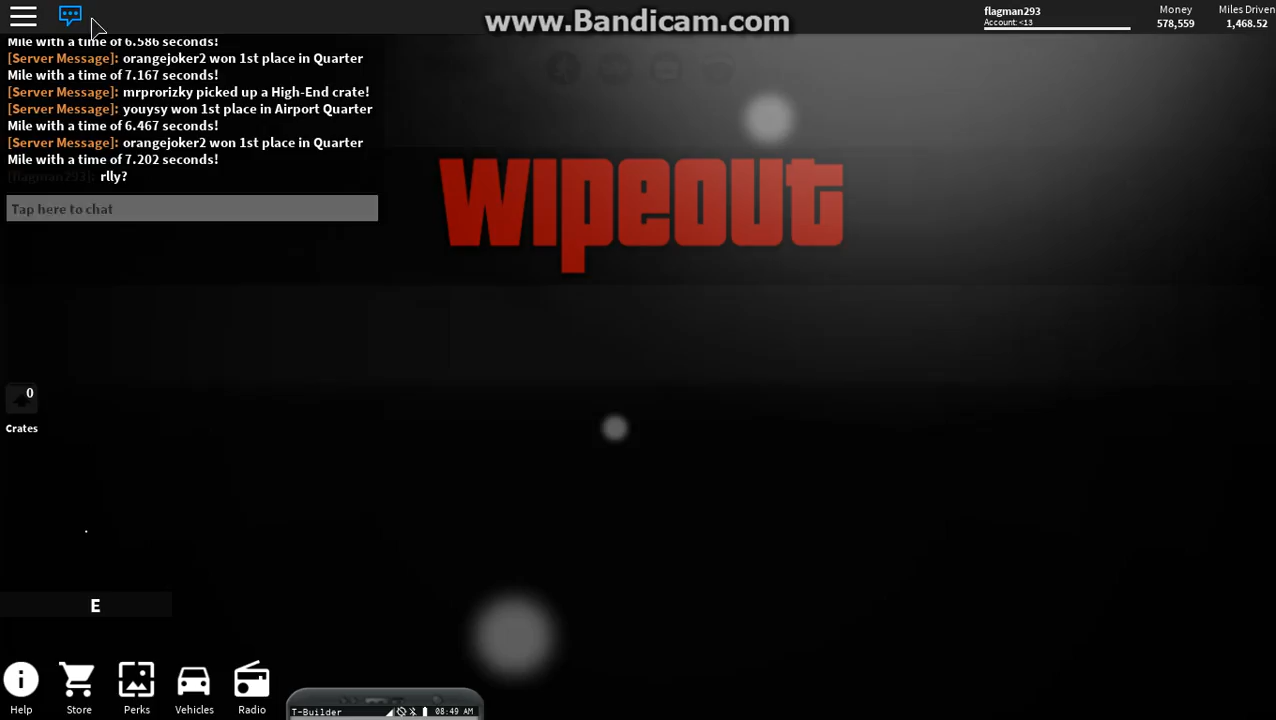 www.Bandicam.com
flagman293
Account: <13
Money
578,559
Miles Driven
1,468.52
Mile with a time of 6.586 seconds!
[Server Message]: orangejoker2 won 1st place in Quarter
Mile with a time of 7.167 seconds!
[Server Message]: mrprorizky picked up a High-End crate!
[Server Message]: youysy won 1st place in Airport Quarter
Mile with a time of 6.467 seconds!
[Server Message]: orangejoker2 won 1st place in Quarter
Mile with a time of 7.202 seconds!
[flagman293]: rlly?
Tap here to chat
wipeout
0
Crates
E
Help
Store
Perks
Vehicles
Radio
T-Builder
08:49 AM